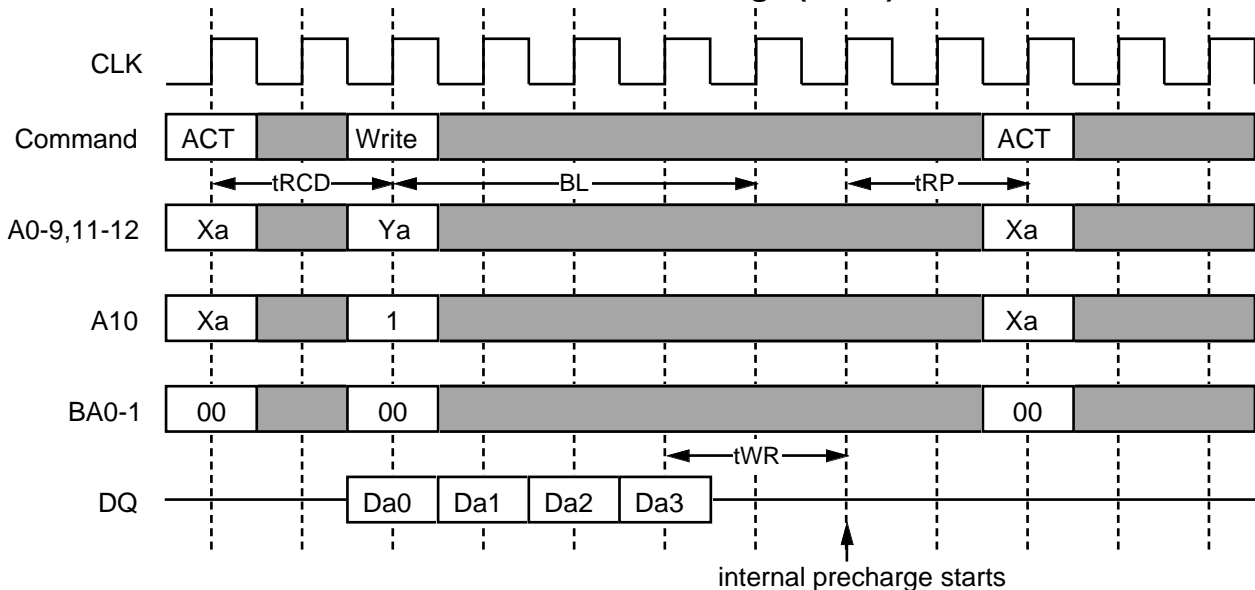 CLK
Command ACT Write ACT
tRCD BL tRP
A0-9,11-12 Xa Ya Xa
A10 Xa 1 Xa
BA0-1 00 00 00
tWR
DQ Da0 Da1 Da2 Da3
internal precharge starts